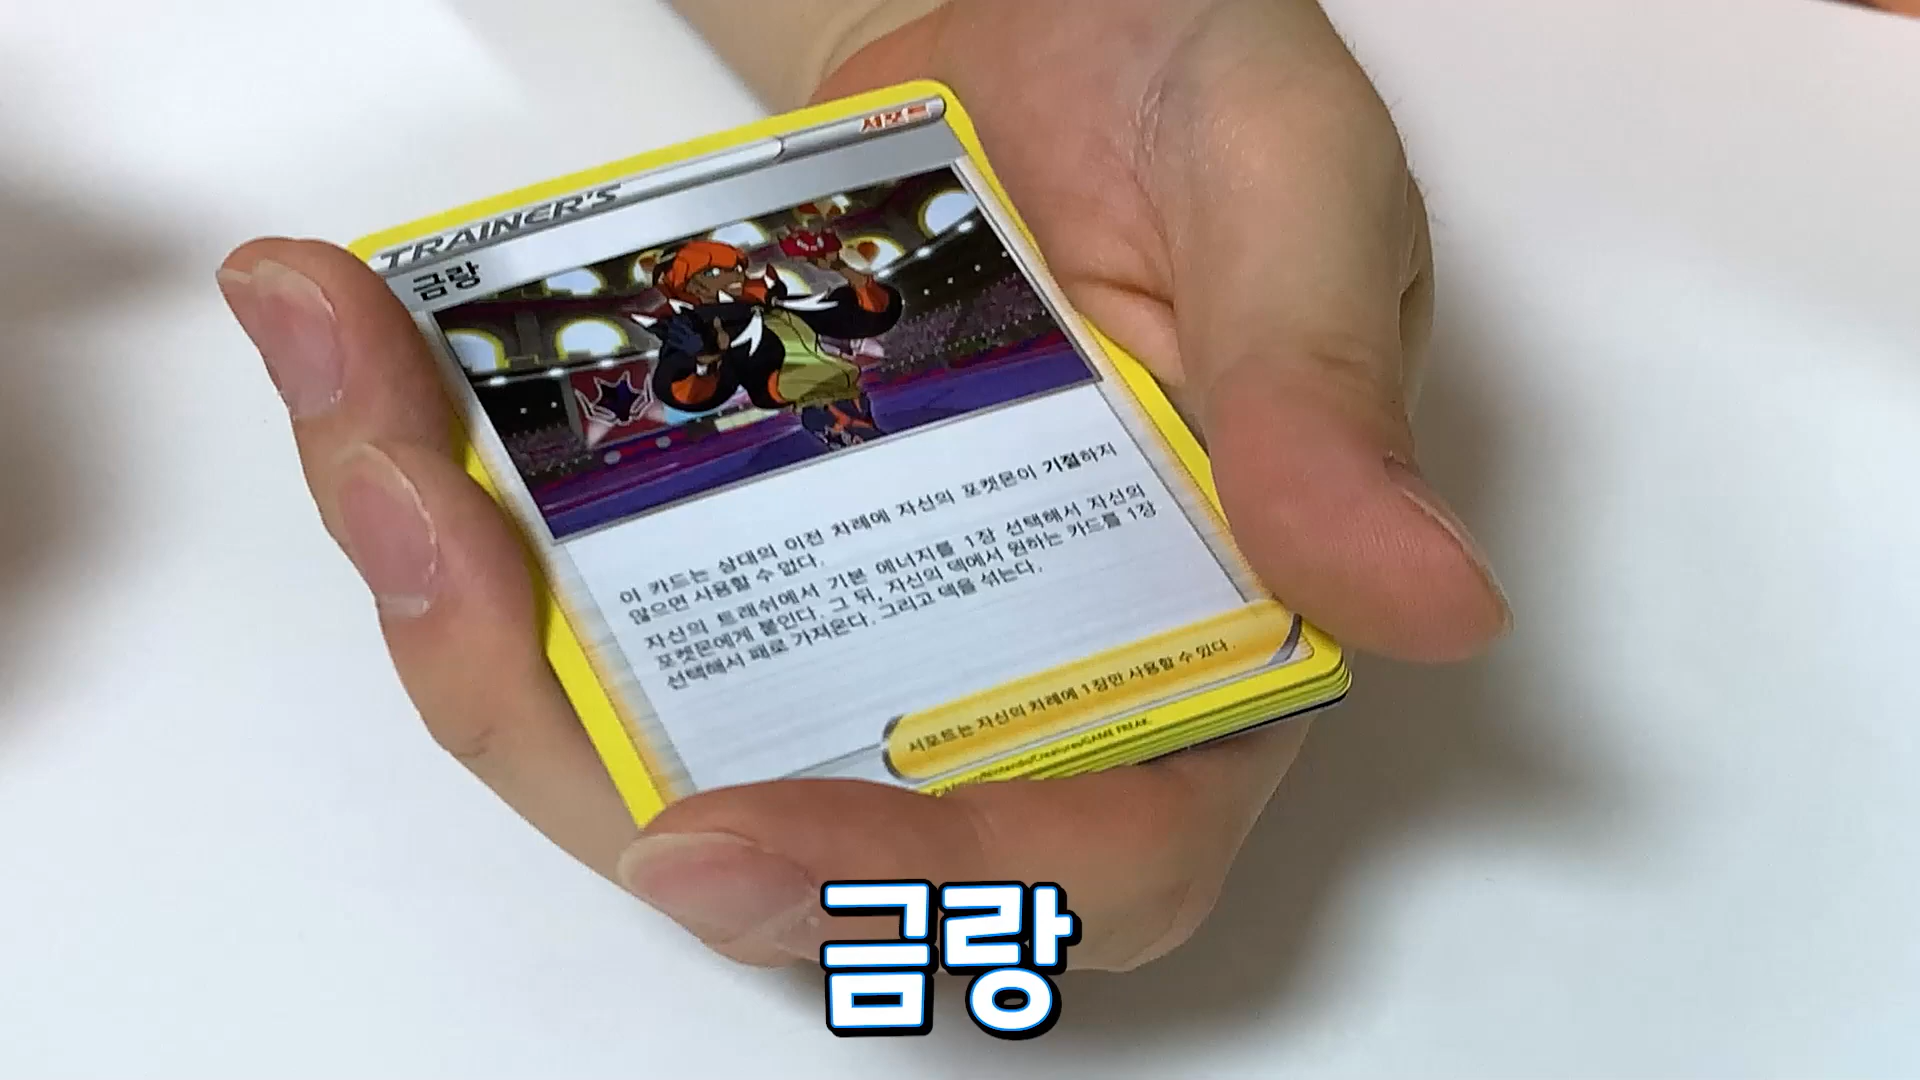 서포트
TRAINER'S
금랑
이 카드는 상대의 이전 차례에 자신의 포켓몬이 기절하지
않으면 사용할 수 없다.
자신의 트래쉬에서 기본 에너지를 1장 선택해서 자신의
포켓몬에게 붙인다. 그 뒤, 자신의 덱에서 원하는 카드를 1장
선택해서 패로 가져온다. 그리고 덱을 섞는다.
서포트는 자신의 차례에 1장만 사용할 수 있다.
Nintendo/Creatures/GAME FREAK.
금랑